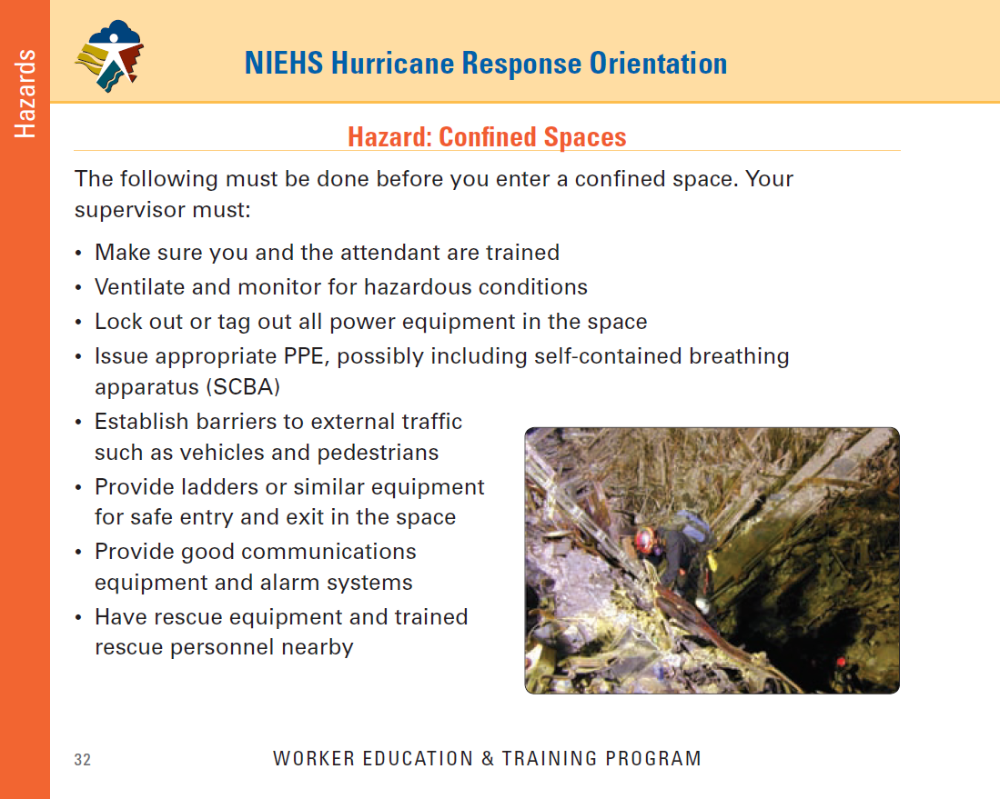 Hazards
NIEHS Hurricane Response Orientation
Hazard: Confined Spaces
The following must be done before you enter a confined space. Your
supervisor must:
• Make sure you and the attendant are trained
• Ventilate and monitor for hazardous conditions
• Lock out or tag out all power equipment in the space
• Issue appropriate PPE, possibly including self-contained breathing
apparatus (SCBA)
• Establish barriers to external traffic
such as vehicles and pedestrians
• Provide ladders or similar equipment
for safe entry and exit in the space
• Provide good communications
equipment and alarm systems
• Have rescue equipment and trained
rescue personnel nearby
32
WORKER EDUCATION & TRAINING PROGRAM